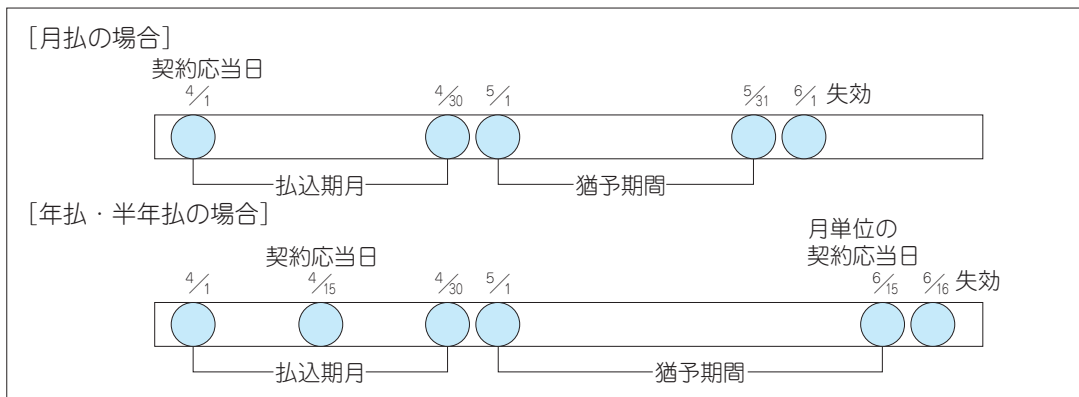 [月払の場合]
契約応当日
4/1 4/30 5/1 5/31 6/1 失効
払込期月 猶予期間
[年払・半年払の場合]
月単位の
契約応当日 契約応当日
4/1 4/15 4/30 5/1 6/15 6/16 失効
払込期月 猶予期間